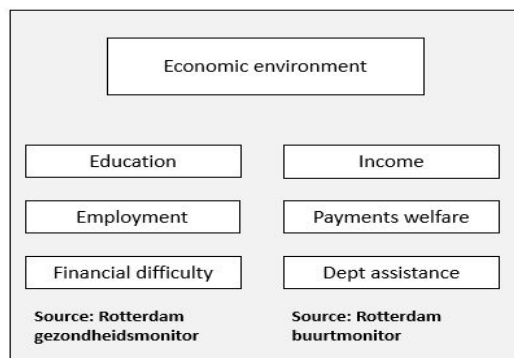 Economic environment
Education
Employment
Financial difficulty
Source: Rotterdam
gezondheidsmonitor
Income
Payments welfare
Dept assistance
Source: Rotterdam
buurtmonitor